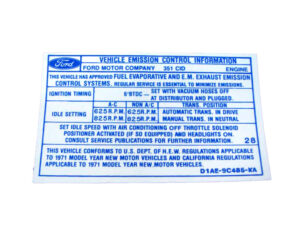 Ford
VEHICLE EMISSION CONTROL INFORMATION
FORD MOTOR COMPANY 351 CID ENGINE
THIS VEHICLE HAS APPROVED FUEL EVAPORATIVE AND E.M. EXHAUST EMISSION
CONTROL SYSTEMS. REGULAR SERVICE IS ESSENTIAL TO MINIMIZE EMISSIONS.
IGNITION TIMING 6°BTDC — SET WITH VACUUM HOSES OFF
AT DISTRIBUTOR AND PLUGGED.
A-C NON A-C TRANS. POSITION
IDLE SETTING 625R.P.M. 625R.P.M. AUTOMATIC TRANS. IN DRIVE
825R.P.M. 825R.P.M. MANUAL TRANS. IN NEUTRAL
SET IDLE SPEED WITH AIR CONDITIONING OFF THROTTLE SOLENOID
POSITIONER ACTIVATED (IF SO EQUIPPED) AND HEADLIGHTS ON.
CONSULT SERVICE PUBLICATIONS FOR FURTHER INFORMATION. 28
THIS VEHICLE CONFORMS TO U.S. DEPT. OF H.E.W. REGULATIONS APPLICABLE
TO 1971 MODEL YEAR NEW MOTOR VEHICLES AND CALIFORNIA REGULATIONS
APPLICABLE TO 1971 MODEL YEAR NEW MOTOR VEHICLES.
D1AE-9C485-KA